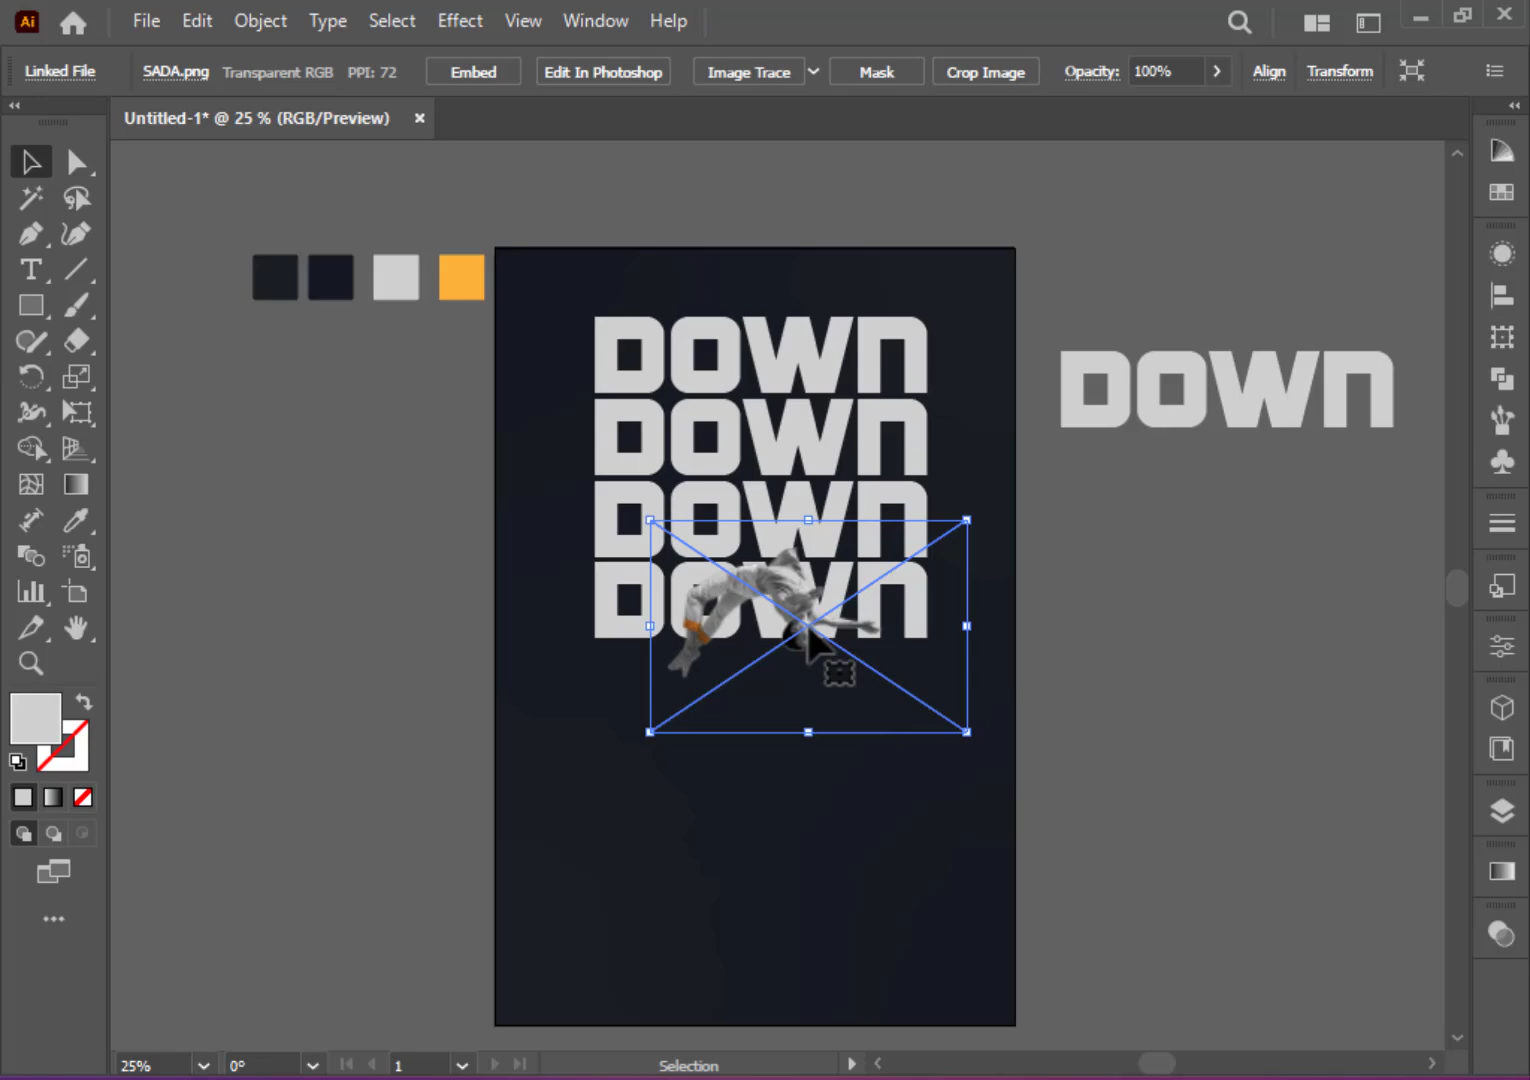 Ai File Edit Object Type Select Effect View Window Help
Linked File SADA.png Transparent RGB PPI: 72 Embed Edit In Photoshop Image Trace Mask Crop Image Opacity: 100% Align Transform
Untitled-1* @ 25 % (RGB/Preview)
DOWN
DOWN
DOWN
DOWN
DOWN
25% 0° 1 Selection